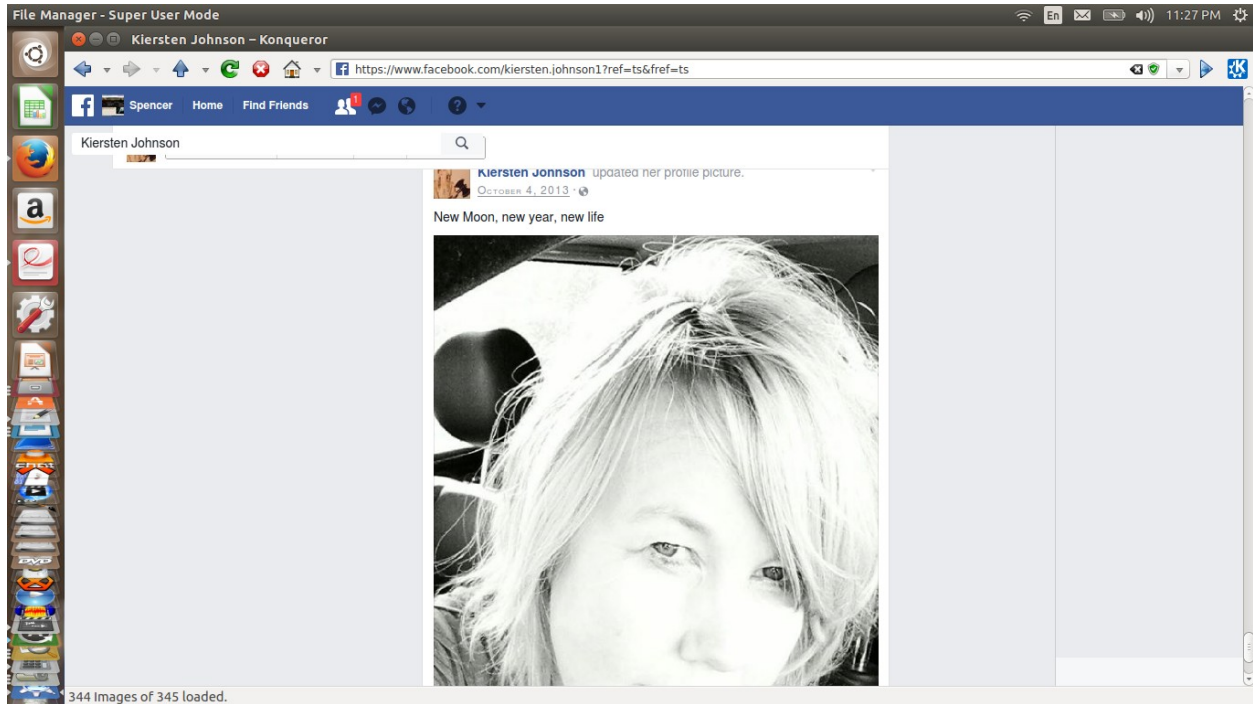 File Manager - Super User Mode
En
11:27 PM
Kiersten Johnson – Konqueror
https://www.facebook.com/kiersten.johnson1?ref=ts&fref=ts
Spencer Home Find Friends 1
Kiersten Johnson
Kiersten Johnson updated her profile picture.
October 4, 2013
New Moon, new year, new life
344 Images of 345 loaded.